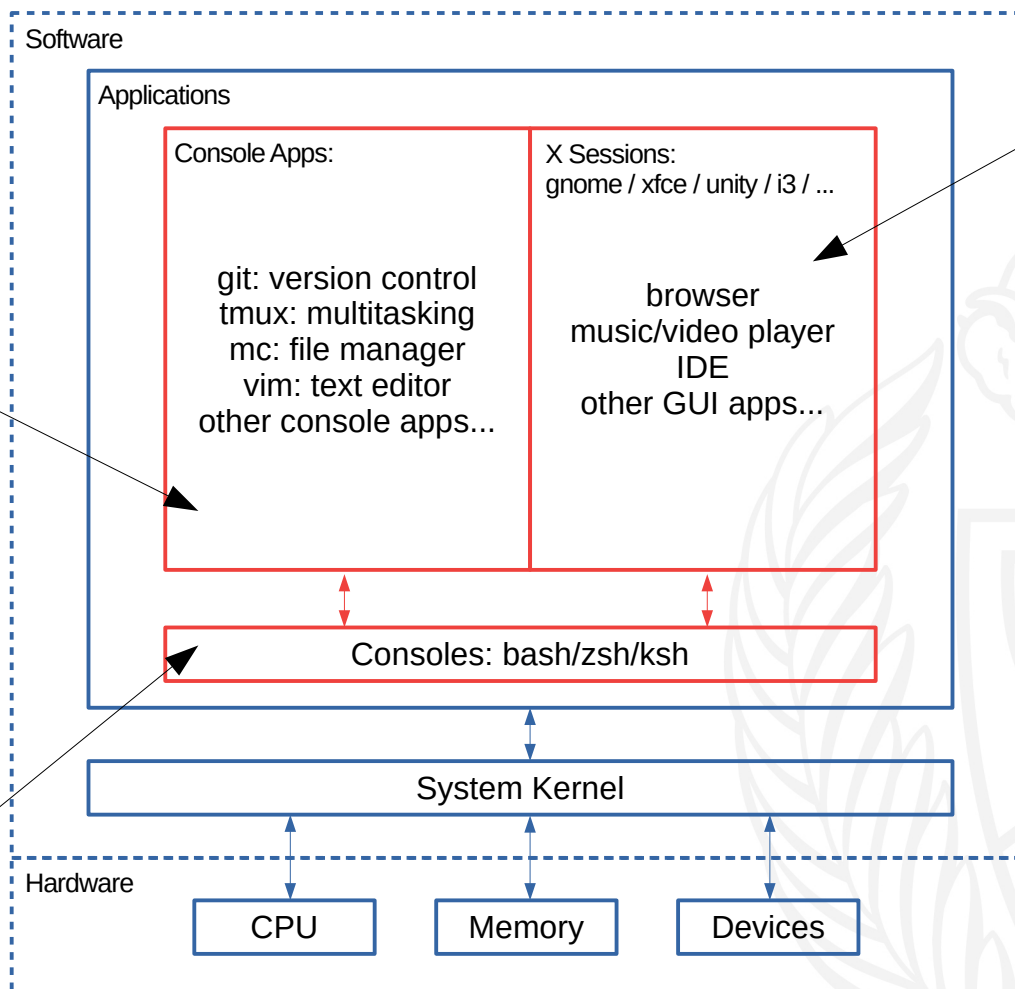 Software
Applications
Console Apps:
git: version control
tmux: multitasking
mc: file manager
vim: text editor
other console apps...
X Sessions:
gnome / xfce / unity / i3 / ...
browser
music/video player
IDE
other GUI apps...
Consoles: bash/zsh/ksh
System Kernel
Hardware
CPU
Memory
Devices